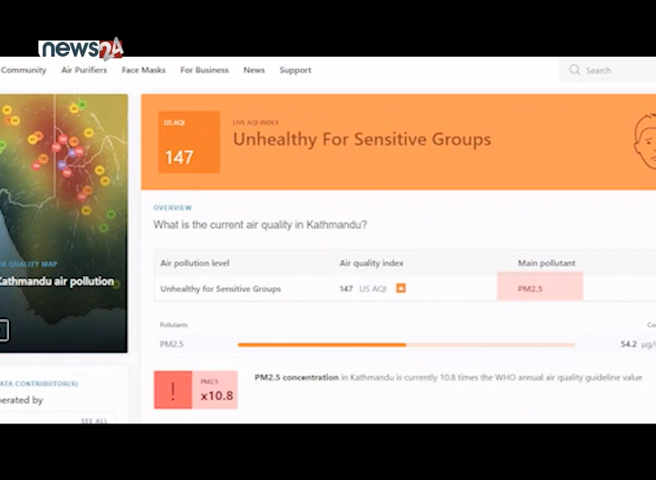 news24
Community Air Purifiers Face Masks For Business News Support Search
US AQI
147
LIVE AQI INDEX
Unhealthy For Sensitive Groups
QUALITY MAP
Kathmandu air pollution
OVERVIEW
What is the current air quality in Kathmandu?
Air pollution level Air quality index Main pollutant
Unhealthy for Sensitive Groups 147 US AQI PM2.5
Pollutants
PM2.5 54.2
! PM2.5
x10.8
PM2.5 concentration in Kathmandu is currently 10.8 times the WHO annual air quality guideline value
CONTRIBUTOR(S)
by
SEE ALL